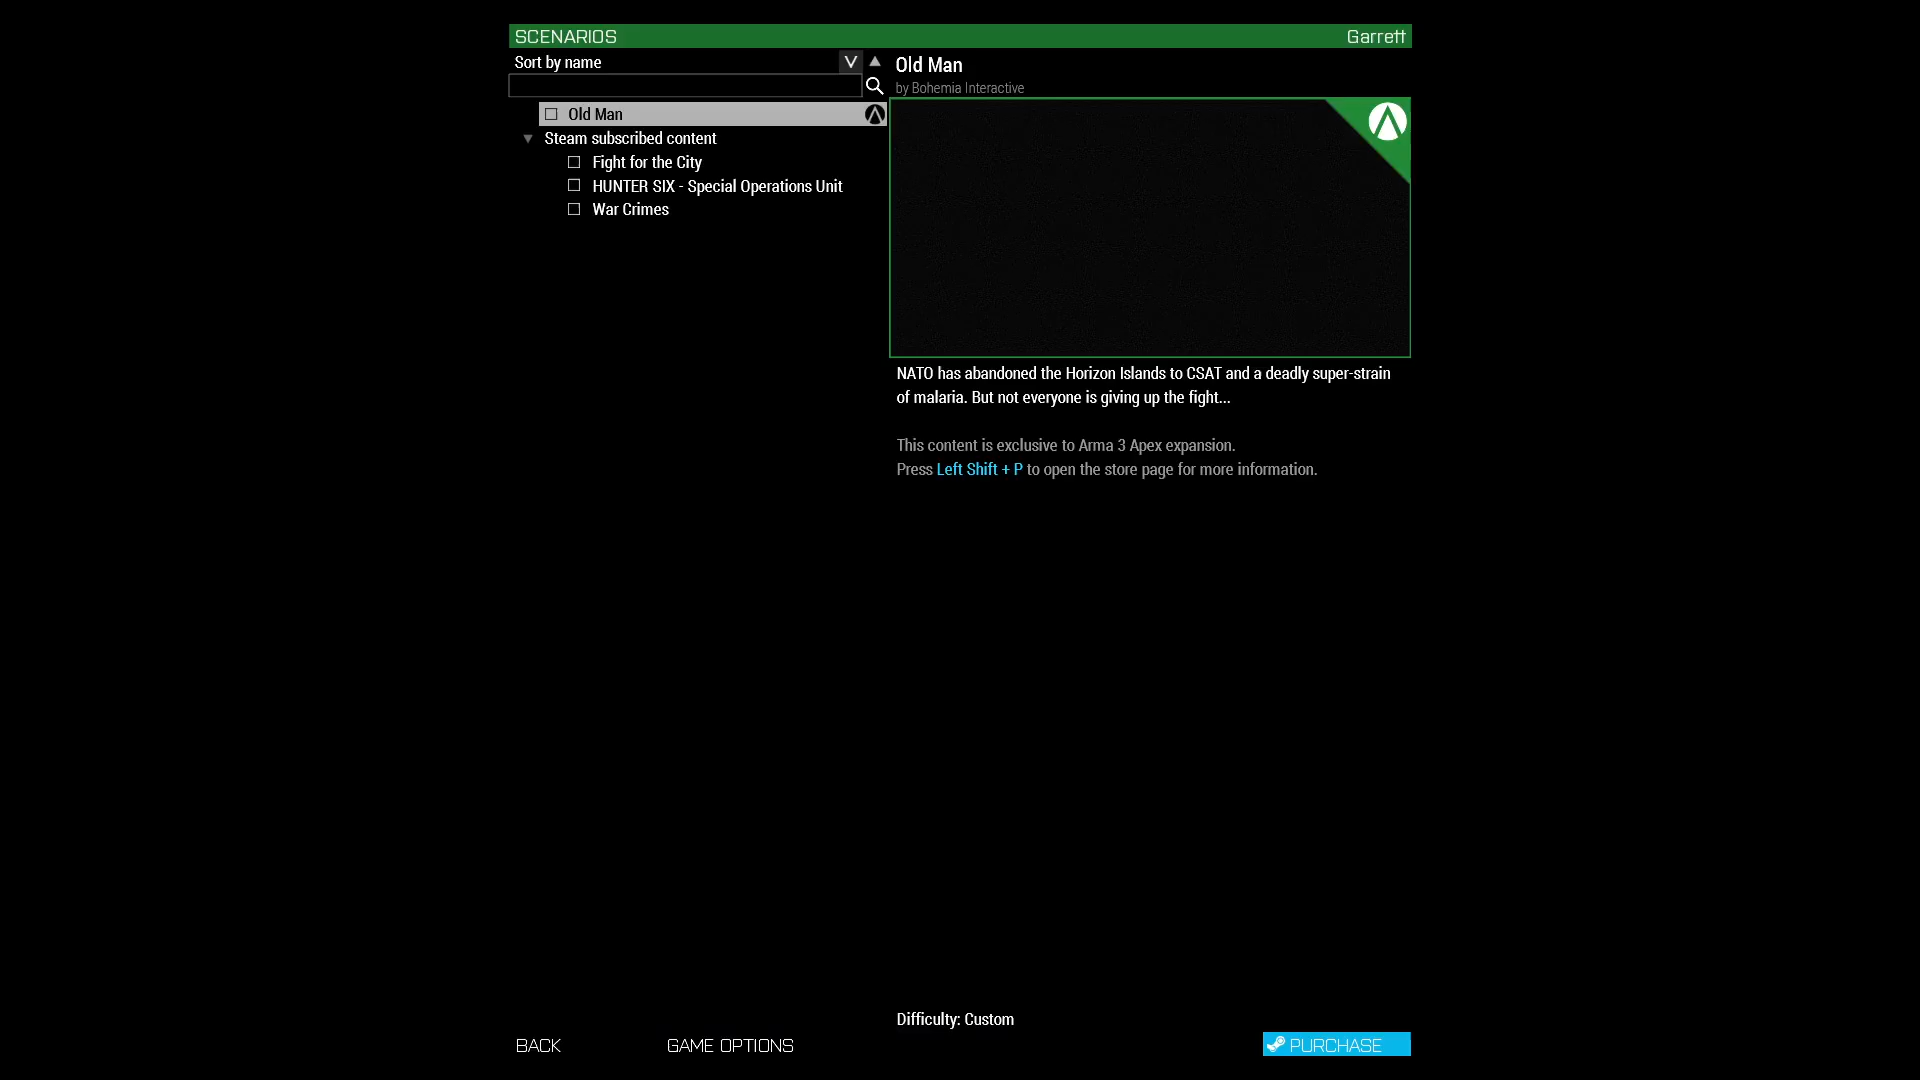 SCENARIOS
Garrett
Sort by name
Old Man
by Bohemia Interactive
Old Man
Steam subscribed content
Fight for the City
HUNTER SIX - Special Operations Unit
War Crimes
NATO has abandoned the Horizon Islands to CSAT and a deadly super-strain
of malaria. But not everyone is giving up the fight...
This content is exclusive to Arma 3 Apex expansion.
Press Left Shift + P to open the store page for more information.
Difficulty: Custom
BACK
GAME OPTIONS
PURCHASE